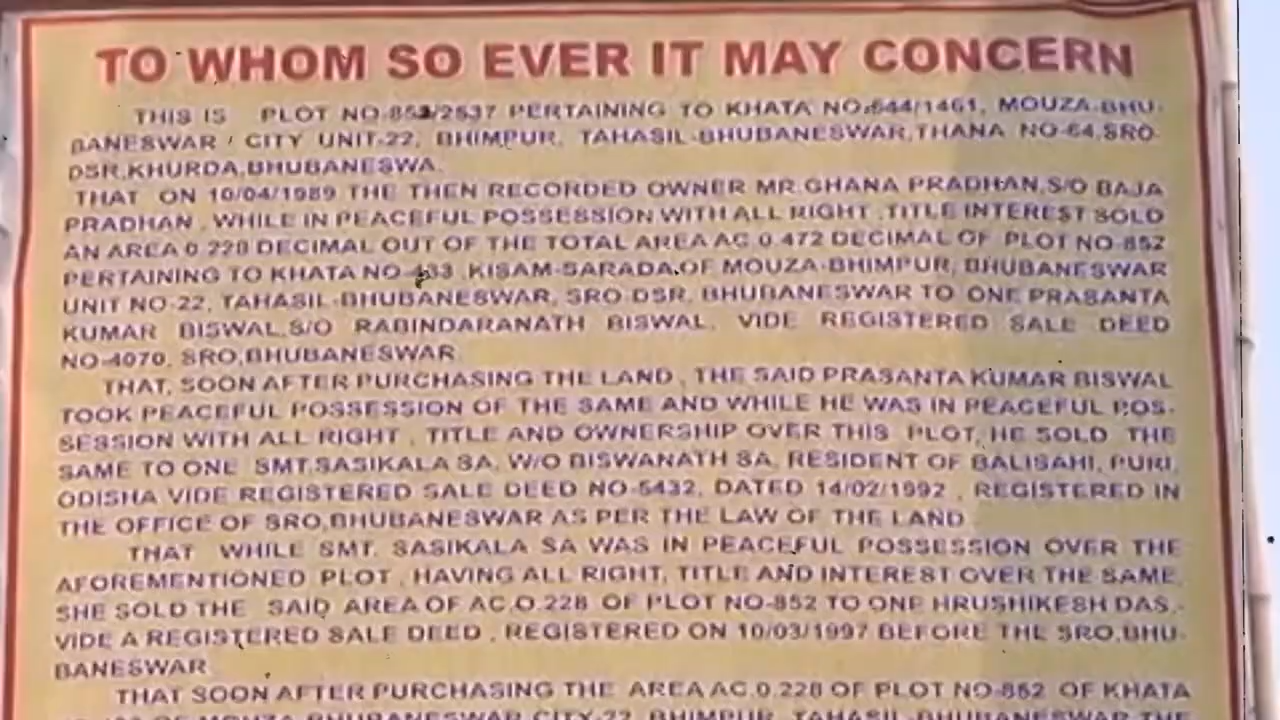 TO WHOM SO EVER IT MAY CONCERN
THIS IS PLOT NO-852/2537 PERTAINING TO KHATA NO-644/1461, MOUZA-BHU-
BANESWAR / CITY UNIT-22, BHIMPUR, TAHASIL-BHUBANESWAR,THANA NO-64,SRO
DSR,KHURDA,BHUBANESWA.
THAT ON 10/04/1989 THE THEN RECORDED OWNER MR.GHANA PRADHAN,S/O BAJA
PRADHAN , WHILE IN PEACEFUL POSSESSION WITH ALL RIGHT ,TITLE INTEREST SOLD
AN AREA 0.228 DECIMAL OUT OF THE TOTAL AREA AC.0.472 DECIMAL OF PLOT NO-852
PERTAINING TO KHATA NO-433 ,KISAM-SARADA,OF MOUZA-BHIMPUR, BHUBANESWAR
UNIT NO-22, TAHASIL-BHUBANESWAR, SRO DSR, BHUBANESWAR TO ONE PRASANTA
KUMAR BISWAL,S/O RABINDARANATH BISWAL, VIDE REGISTERED SALE DEED
NO-4070, SRO,BHUBANESWAR.
THAT, SOON AFTER PURCHASING THE LAND , THE SAID PRASANTA KUMAR BISWAL
TOOK PEACEFUL POSSESSION OF THE SAME AND WHILE HE WAS IN PEACEFUL POS-
SESSION WITH ALL RIGHT , TITLE AND OWNERSHIP OVER THIS PLOT, HE SOLD THE
SAME TO ONE SMT.SASIKALA SA, W/O BISWANATH SA, RESIDENT OF BALISAHI, PURI,
ODISHA VIDE REGISTERED SALE DEED NO-5432, DATED 14/02/1992 , REGISTERED IN
THE OFFICE OF SRO,BHUBANESWAR AS PER THE LAW OF THE LAND.
THAT WHILE SMT. SASIKALA SA WAS IN PEACEFUL POSSESSION OVER THE
AFOREMENTIONED PLOT , HAVING ALL RIGHT, TITLE AND INTEREST OVER THE SAME,
SHE SOLD THE SAID AREA OF AC.O.228 OF PLOT NO-852 TO ONE HRUSHIKESH DAS,-
VIDE A REGISTERED SALE DEED , REGISTERED ON 10/03/1997 BEFORE THE SRO,BHU-
BANESWAR.
THAT SOON AFTER PURCHASING THE AREA AC.0.228 OF PLOT NO-852 OF KHATA
OF MOUZA-BHUBANESWAR CITY-22, BHIMPUR, TAHASIL-BHUBANESWAR,THE